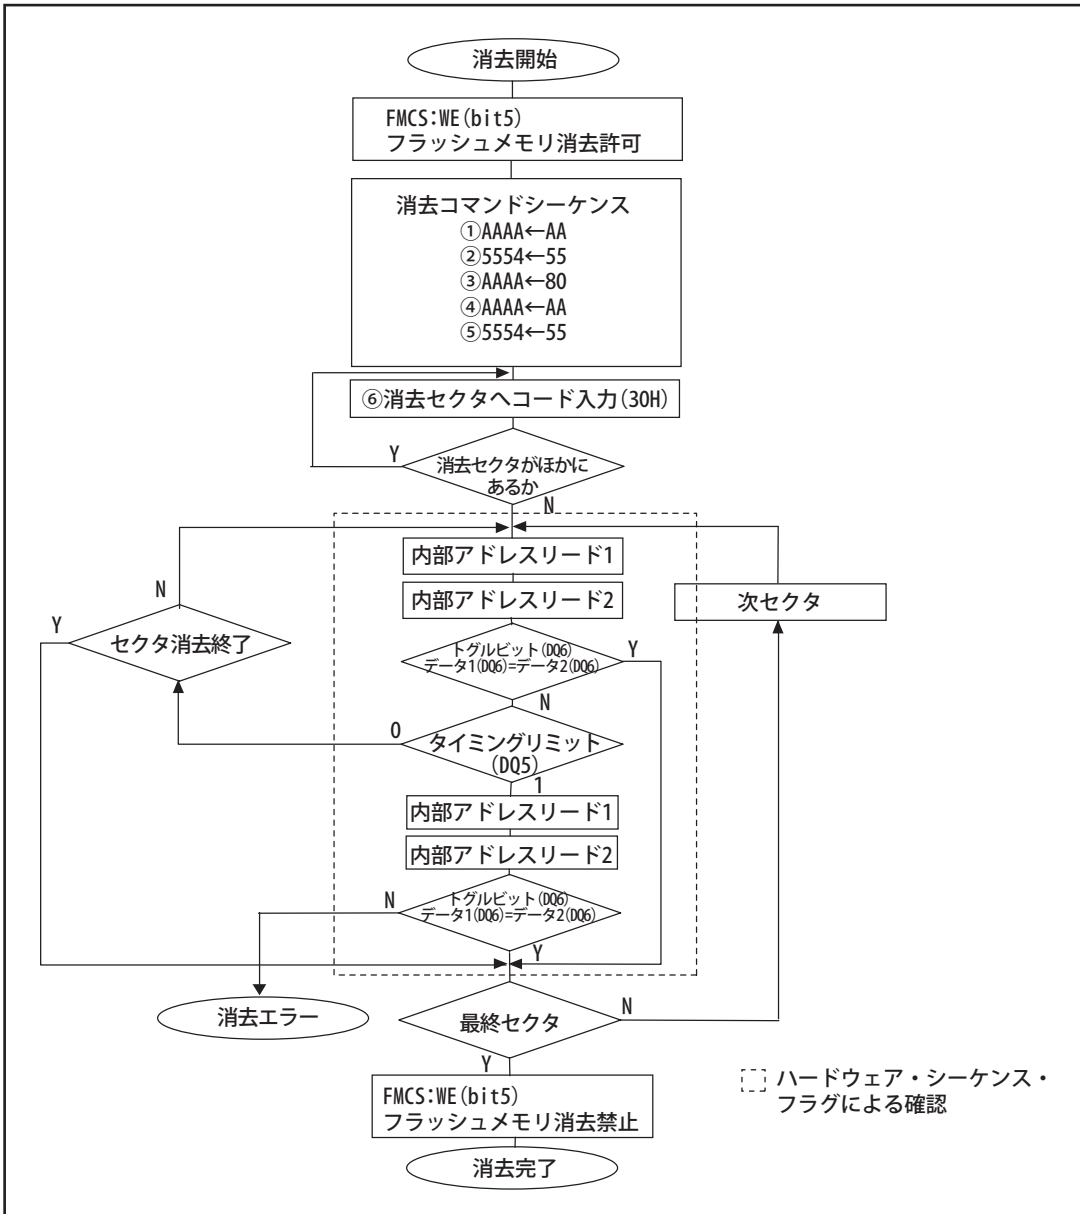 消去開始
FMCS:WE(bit5)
フラッシュメモリ消去許可
消去コマンドシーケンス
①AAAA←AA
②5554←55
③AAAA←80
④AAAA←AA
⑤5554←55
⑥消去セクタへコード入力(30H)
Y
消去セクタがほかに
あるか
N
内部アドレスリード1
N
内部アドレスリード2
次セクタ
Y
セクタ消去終了
トグルビット(DQ6)
データ1(DQ6)=データ2(DQ6)
Y
N
0
タイミングリミット
(DQ5)
1
内部アドレスリード1
内部アドレスリード2
N
トグルビット(DQ6)
データ1(DQ6)=データ2(DQ6)
Y
消去エラー
最終セクタ
N
Y
FMCS:WE(bit5)
フラッシュメモリ消去禁止
ハードウェア・シーケンス・
フラグによる確認
消去完了